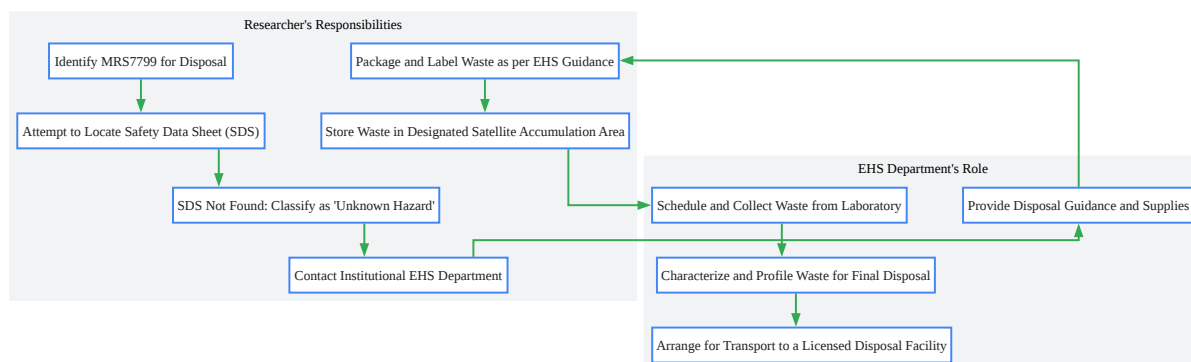 Researcher's Responsibilities
Identify MRS7799 for Disposal
Package and Label Waste as per EHS Guidance
Attempt to Locate Safety Data Sheet (SDS)
Store Waste in Designated Satellite Accumulation Area
SDS Not Found: Classify as 'Unknown Hazard'
Contact Institutional EHS Department
EHS Department's Role
Schedule and Collect Waste from Laboratory
Provide Disposal Guidance and Supplies
Characterize and Profile Waste for Final Disposal
Arrange for Transport to a Licensed Disposal Facility